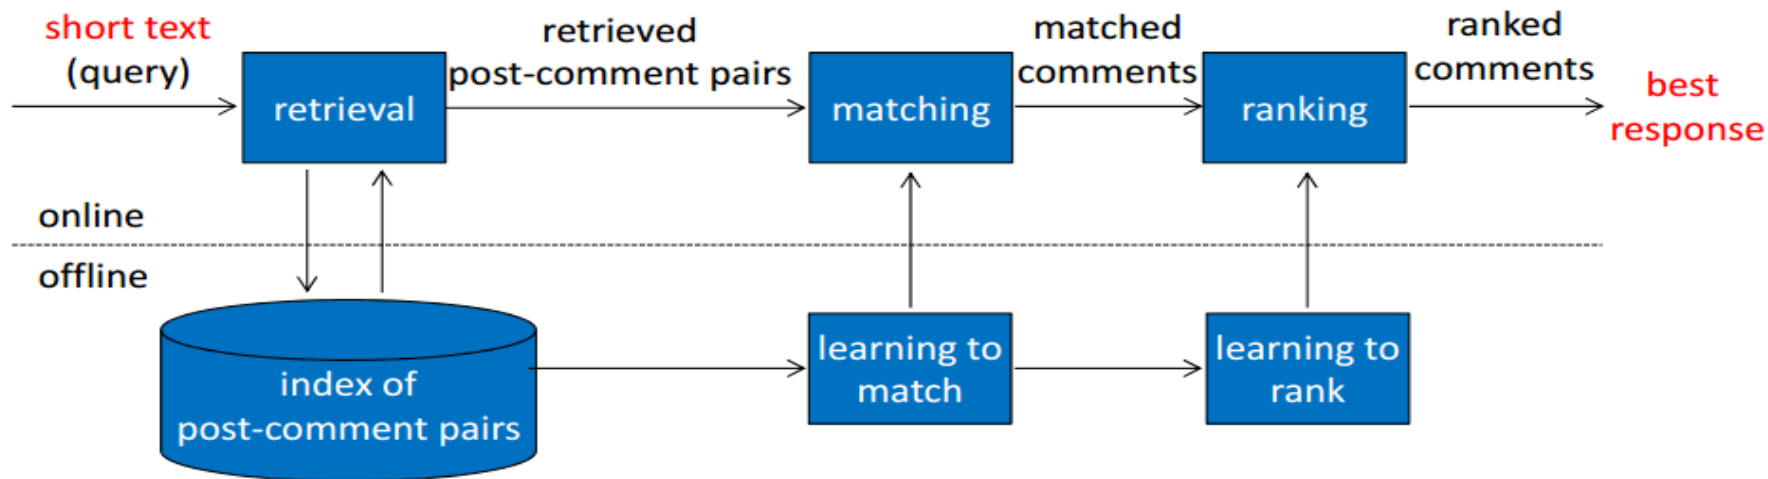 short text
(query)
retrieval
retrieved
post-comment pairs
matching
matched
comments
ranking
ranked
comments
best
response
online
offline
index of
post-comment pairs
learning to
match
learning to
rank